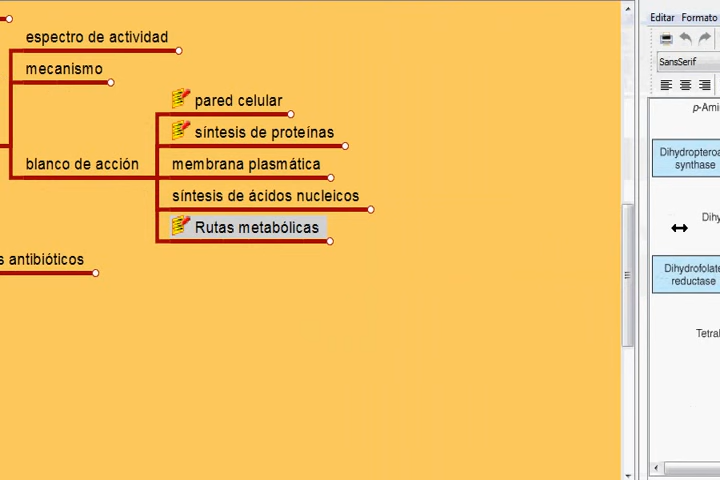 espectro de actividad
mecanismo
pared celular
síntesis de proteínas
blanco de acción
membrana plasmática
síntesis de ácidos nucleicos
Rutas metabólicas
s antibióticos
Editar Formato
SansSerif
p-Ami
Dihydropteroa
synthase
Dihy
Dihydrofolate
reductase
Tetral